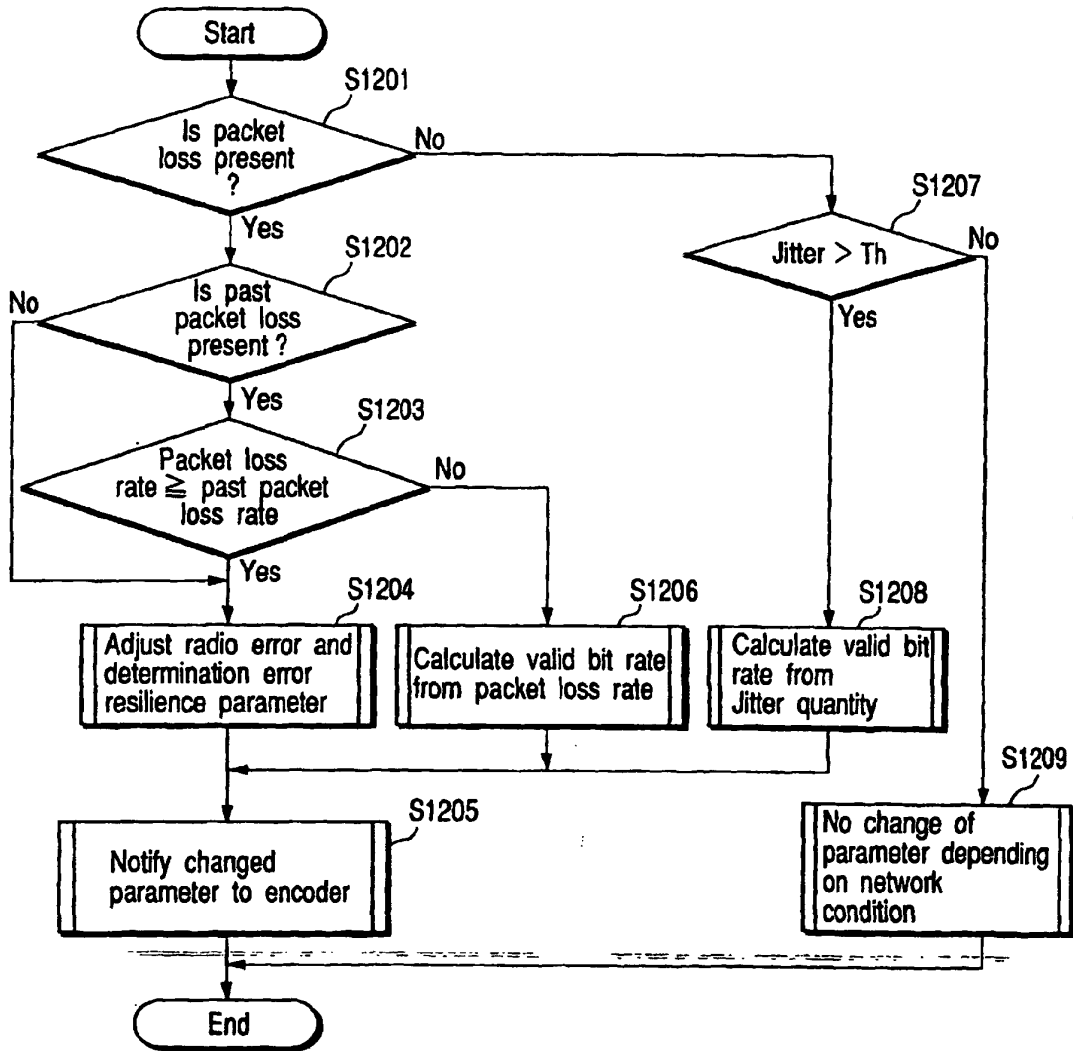 Start
S1201
Is packet
loss present
?
No
Yes
S1207
Jitter > Th
No
Yes
S1202
Is past
packet loss
present ?
No
Yes
S1203
Packet loss
rate ≧ past packet
loss rate
No
Yes
S1204
Adjust radio error and
determination error
resilience parameter
S1206
Calculate valid bit rate
from packet loss rate
S1208
Calculate valid bit
rate from
Jitter quantity
S1205
Notify changed
parameter to encoder
S1209
No change of
parameter depending
on network
condition
End